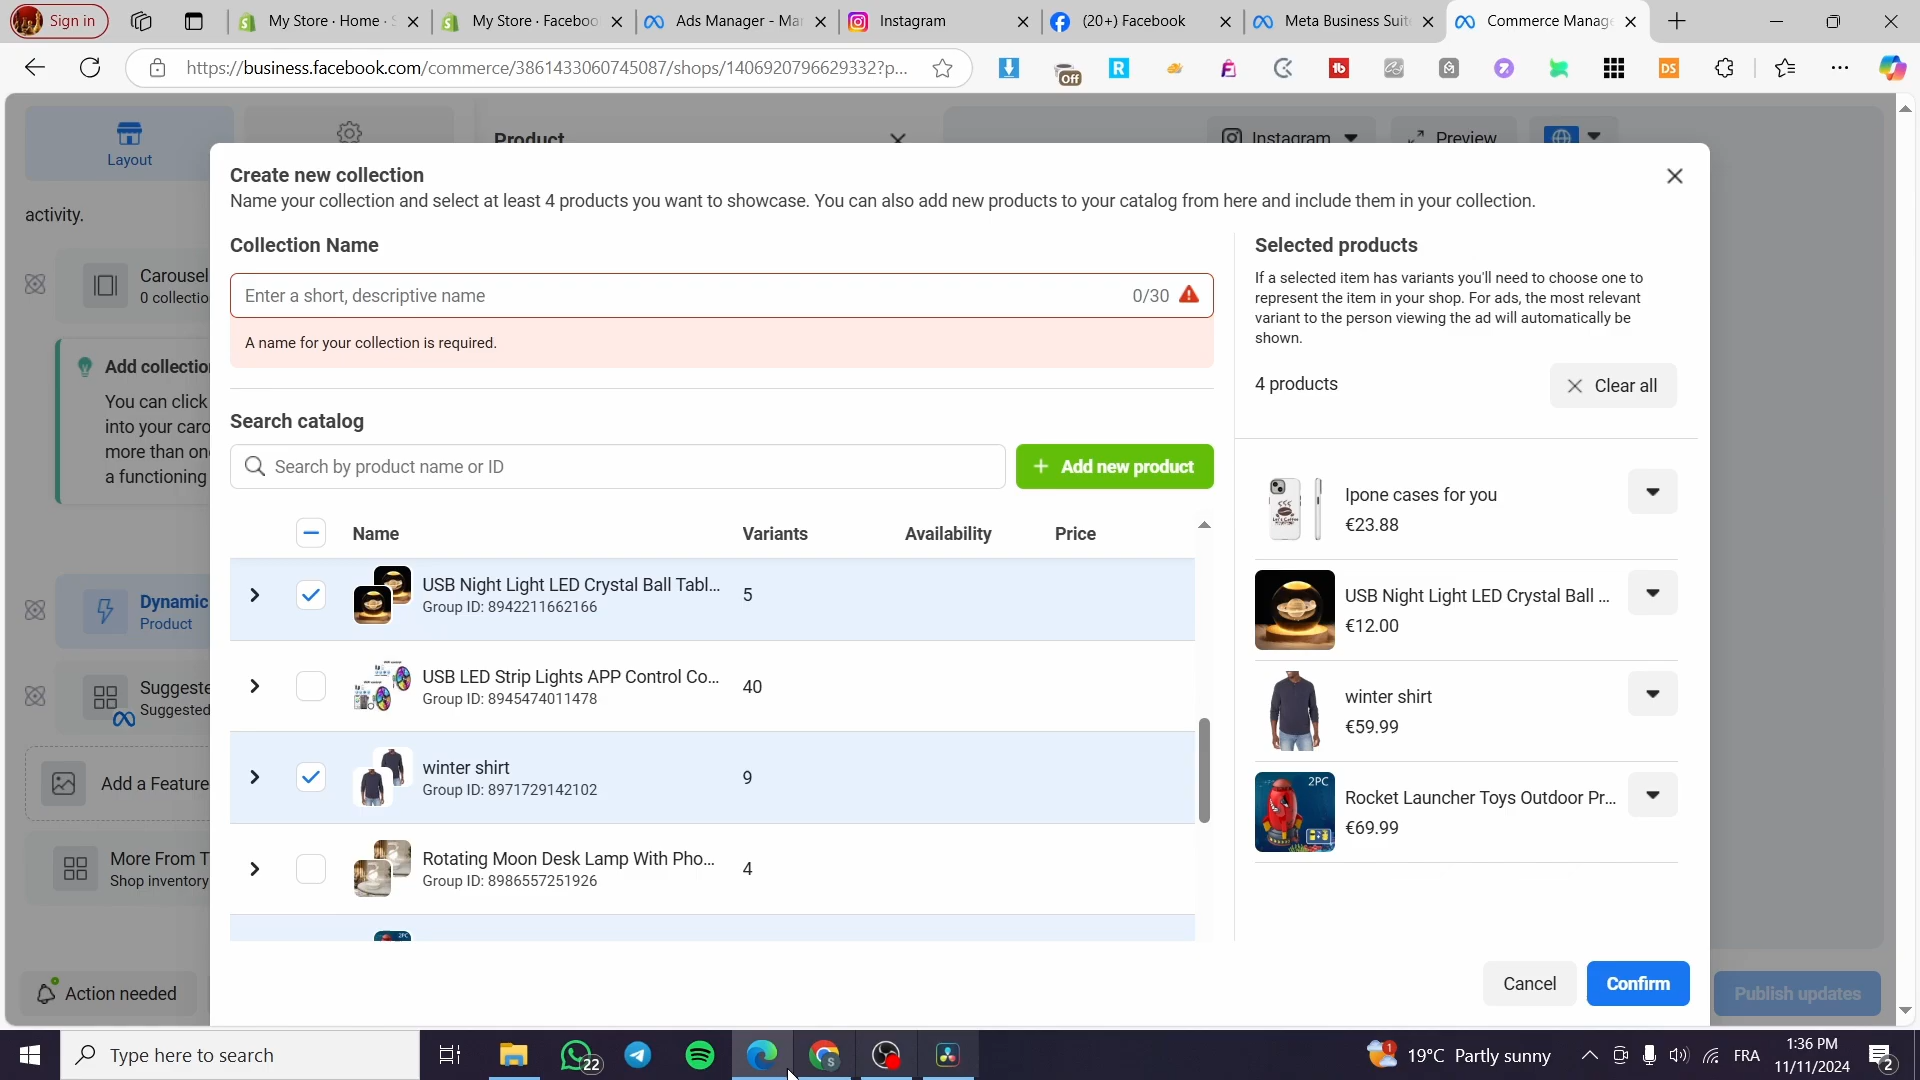 Sign in
My Store · Home · S
My Store · Faceboo
Ads Manager - Mar
Instagram
(20+) Facebook
Meta Business Suite
Commerce Manage
https://business.facebook.com/commerce/3861433060745087/shops/1406920796629332?p...
Off
DS
Layout
Product
Instagram
Preview
activity.
Create new collection
Name your collection and select at least 4 products you want to showcase. You can also add new products to your catalog from here and include them in your collection.
Collection Name
Enter a short, descriptive name
0/30
A name for your collection is required.
Selected products
If a selected item has variants you'll need to choose one to
represent the item in your shop. For ads, the most relevant
variant to the person viewing the ad will automatically be
shown.
4 products
Clear all
Carousel
0 collectio
Add collectio
You can click
into your caro
more than on
a functioning
Search catalog
Search by product name or ID
Add new product
Name
Variants
Availability
Price
USB Night Light LED Crystal Ball Tabl...
Group ID: 8942211662166
5
USB LED Strip Lights APP Control Co...
Group ID: 8945474011478
40
winter shirt
Group ID: 8971729142102
9
Rotating Moon Desk Lamp With Pho...
Group ID: 8986557251926
4
Ipone cases for you
€23.88
USB Night Light LED Crystal Ball ...
€12.00
winter shirt
€59.99
2PC
Rocket Launcher Toys Outdoor Pr...
€69.99
Dynamic
Product
Suggeste
Suggested
Add a Feature
More From T
Shop inventory
Action needed
Cancel
Confirm
Publish updates
Type here to search
22
1
19°C Partly sunny
FRA
1:36 PM
11/11/2024
2